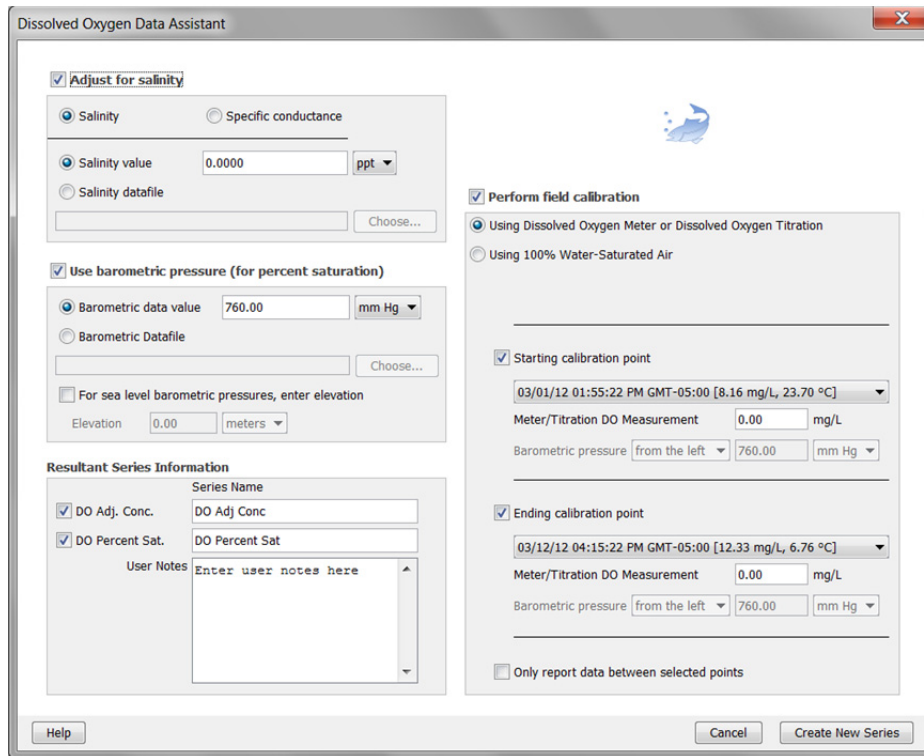 Dissolved Oxygen Data Assistant
Adjust for salinity
Salinity
Specific conductance
Salinity value
0.0000
ppt
Salinity datafile
Choose...
Use barometric pressure (for percent saturation)
Barometric data value
760.00
mm Hg
Barometric Datafile
Choose...
For sea level barometric pressures, enter elevation
Elevation
0.00
meters
Resultant Series Information
Series Name
DO Adj. Conc.
DO Adj Conc
DO Percent Sat.
DO Percent Sat
User Notes
Enter user notes here
Perform field calibration
Using Dissolved Oxygen Meter or Dissolved Oxygen Titration
Using 100% Water-Saturated Air
Starting calibration point
03/01/12 01:55:22 PM GMT-05:00 [8.16 mg/L, 23.70 ºC]
Meter/Titration DO Measurement
0.00
mg/L
Barometric pressure
from the left
760.00
mm Hg
Ending calibration point
03/12/12 04:15:22 PM GMT-05:00 [12.33 mg/L, 6.76 ºC]
Meter/Titration DO Measurement
0.00
mg/L
Barometric pressure
from the left
760.00
mm Hg
Only report data between selected points
Help
Cancel
Create New Series